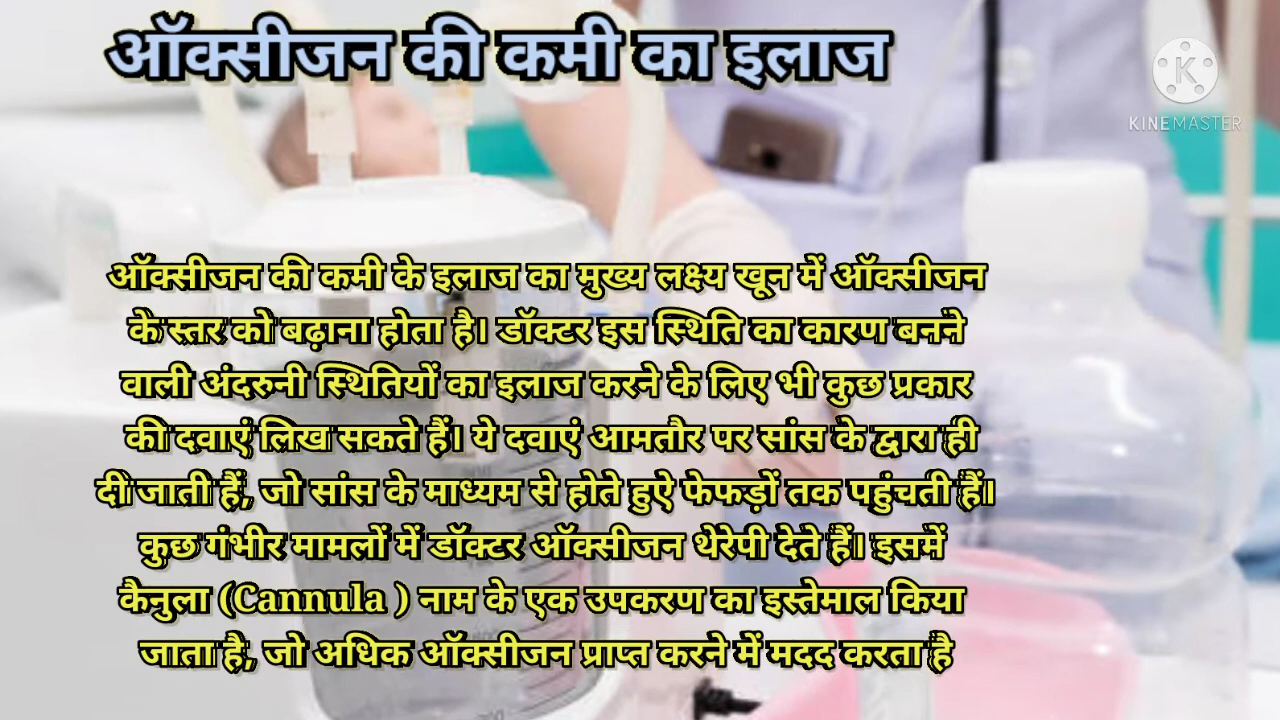 ऑक्सीजन की कमी का इलाज
KINEMASTER
ऑक्सीजन की कमी के इलाज का मुख्य लक्ष्य खून में ऑक्सीजन
के स्तर को बढ़ाना होता है। डॉक्टर इस स्थिति का कारण बनने
वाली अंदरुनी स्थितियों का इलाज करने के लिए भी कुछ प्रकार
की दवाएं लिख सकते हैं। ये दवाएं आमतौर पर सांस के द्वारा ही
दी जाती हैं, जो सांस के माध्यम से होते हुऐ फेफड़ों तक पहुंचती हैं।
कुछ गंभीर मामलों में डॉक्टर ऑक्सीजन थेरेपी देते हैं। इसमें
कैनुला (Cannula ) नाम के एक उपकरण का इस्तेमाल किया
जाता है, जो अधिक ऑक्सीजन प्राप्त करने में मदद करता है